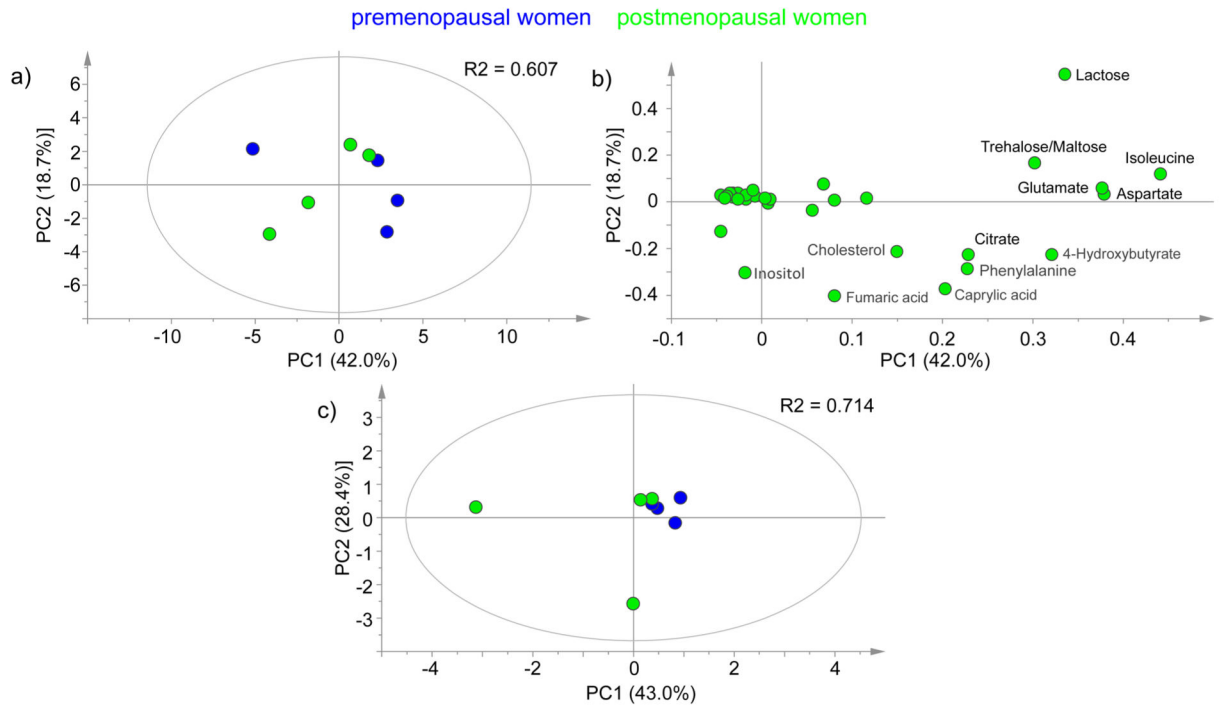 premenopausal women postmenopausal women
a)
R2 = 0.607
6
4
2
0
-2
-4
-6
PC2 (18.7%)]
-10
-5
0
5
10
PC1 (42.0%)
b)
0.4
0.2
0
-0.2
-0.4
PC2 (18.7%)]
Lactose
Trehalose/Maltose
Isoleucine
Glutamate
Aspartate
Cholesterol
Citrate
4-Hydroxybutyrate
Inositol
Phenylalanine
Fumaric acid
Caprylic acid
-0.1
0
0.1
0.2
0.3
0.4
PC1 (42.0%)
c)
R2 = 0.714
3
2
1
0
-1
-2
-3
PC2 (28.4%)]
-4
-2
0
2
4
PC1 (43.0%)